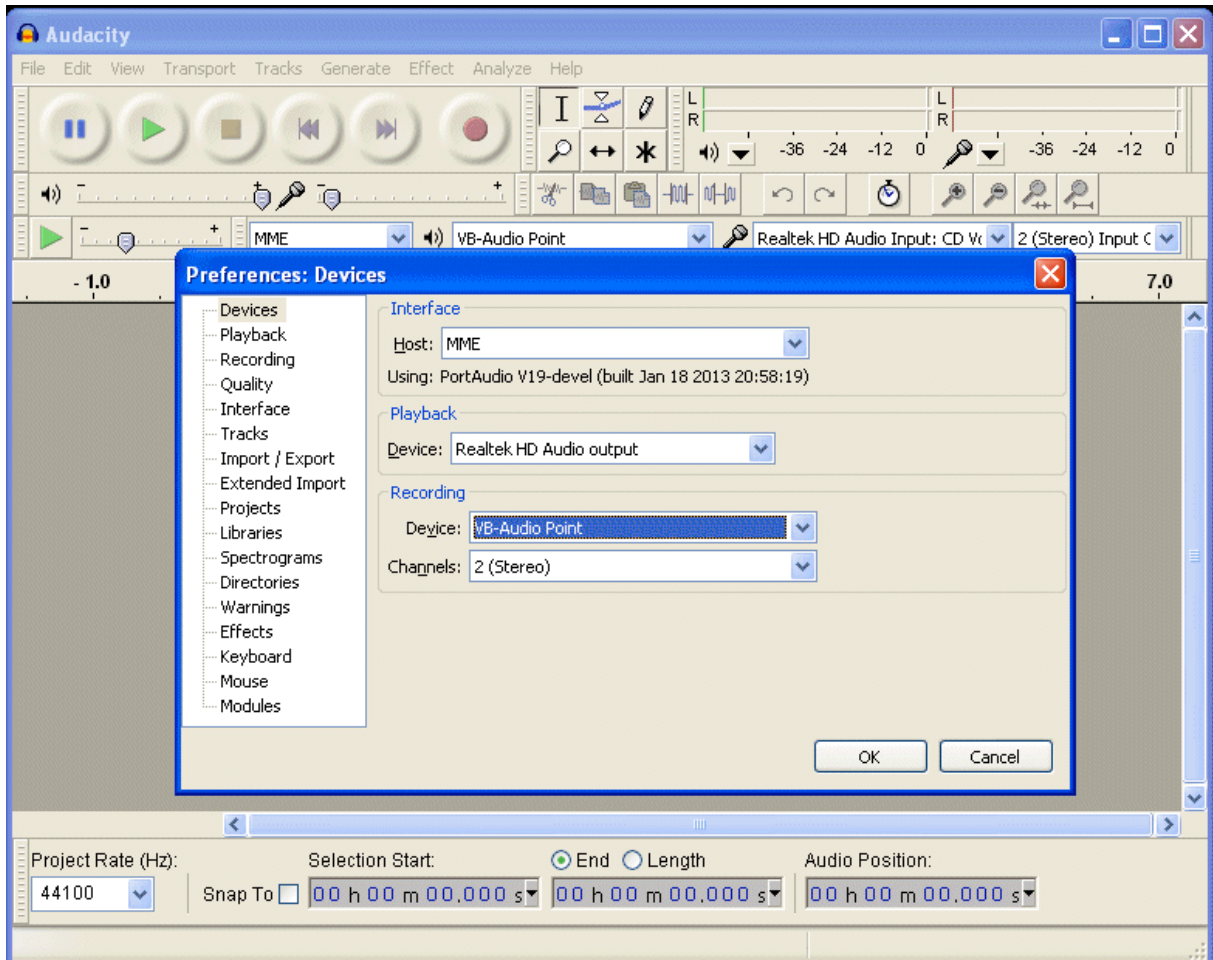 Audacity
File Edit View Transport Tracks Generate Effect Analyze Help
L
R
-36 -24 -12 0
L
R
-36 -24 -12 0
- +
- +
- +
MME
VB-Audio Point
Realtek HD Audio Input: CD Vo
2 (Stereo) Input C
- 1.0
7.0
Preferences: Devices
Devices
Playback
Recording
Quality
Interface
Tracks
Import / Export
Extended Import
Projects
Libraries
Spectrograms
Directories
Warnings
Effects
Keyboard
Mouse
Modules
Interface
Host: MME
Using: PortAudio V19-devel (built Jan 18 2013 20:58:19)
Playback
Device: Realtek HD Audio output
Recording
Device: VB-Audio Point
Channels: 2 (Stereo)
OK Cancel
Project Rate (Hz): Selection Start: End Length Audio Position:
44100 Snap To 00 h 00 m 00.000 s 00 h 00 m 00.000 s 00 h 00 m 00.000 s